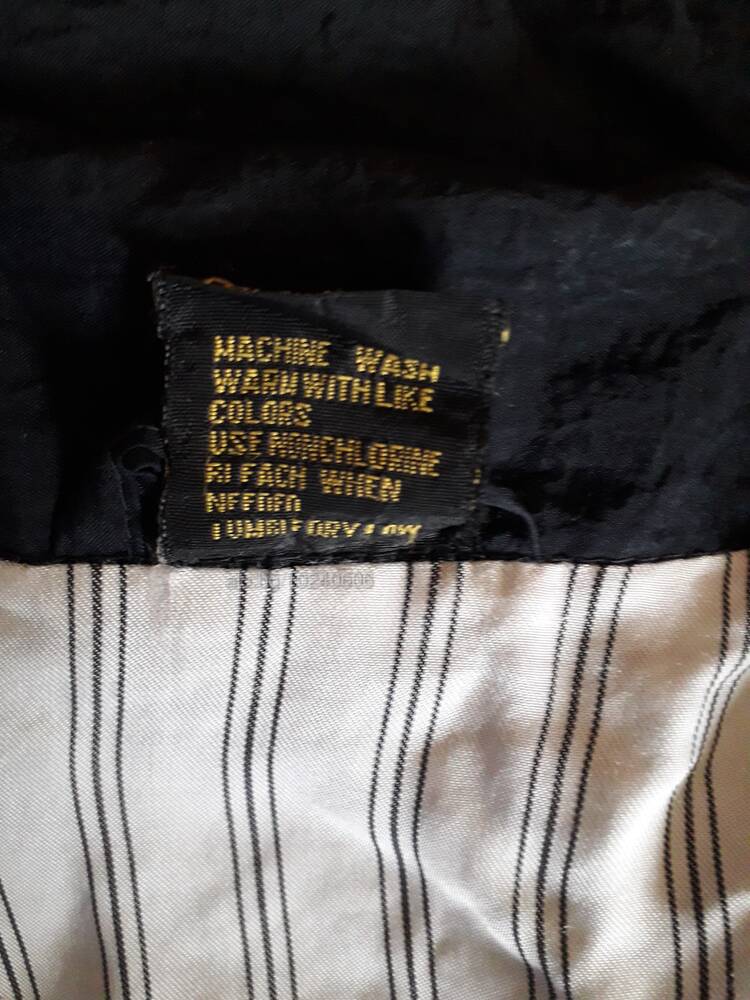 MACHINE WASH
WARM WITH LIKE
COLORS
USE NONCHLORINE
BLEACH WHEN
NEEDED
TUMBLE DRY LOW